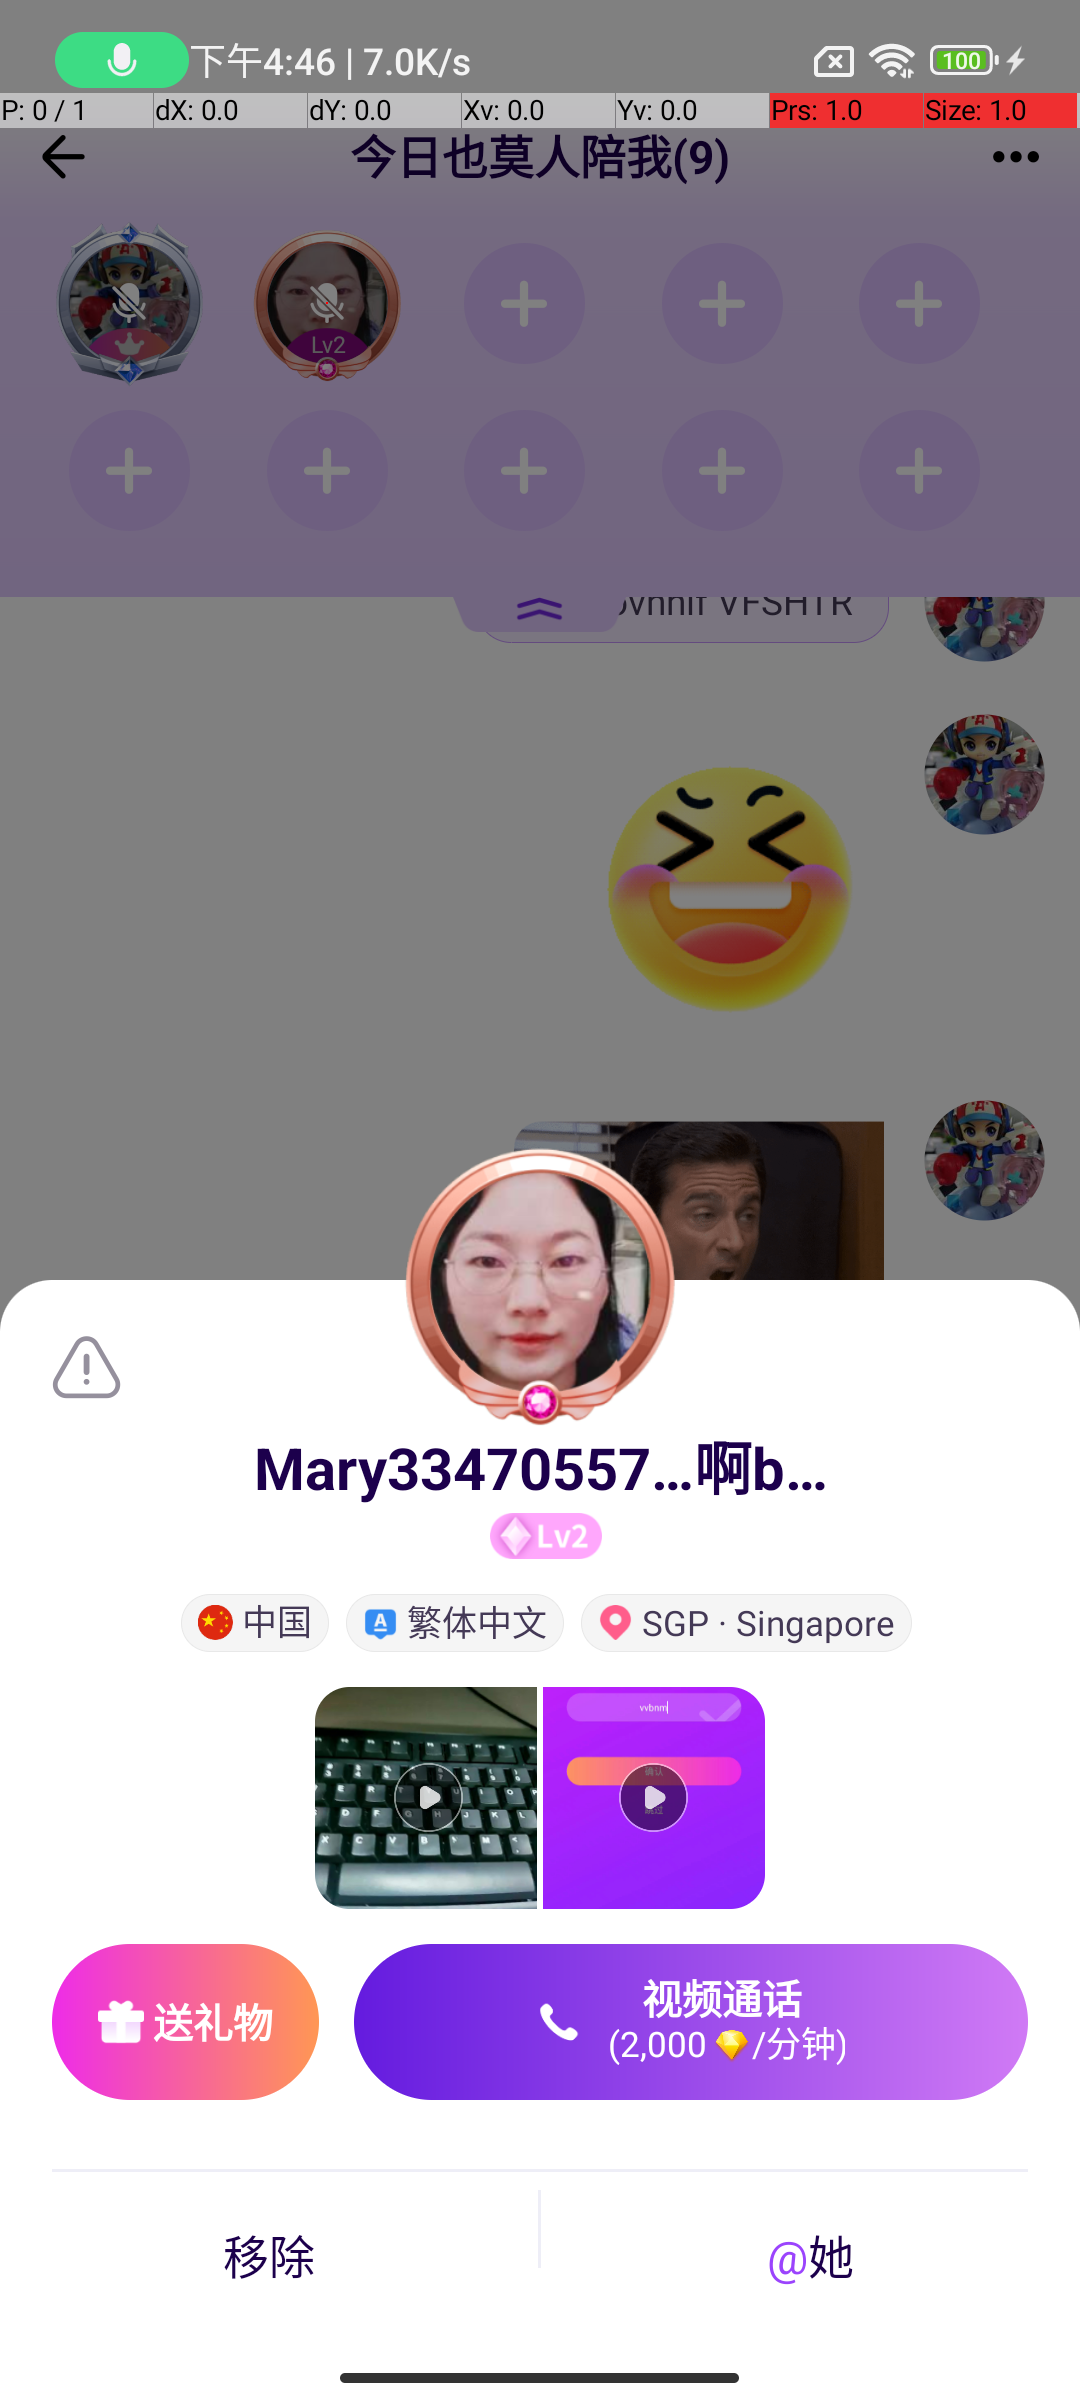 下午4:46 | 7.0K/s
100
P: 0 / 1 dX: 0.0 dY: 0.0 Xv: 0.0 Yv: 0.0 Prs: 1.0 Size: 1.0
今日也莫人陪我(9)
Lv2
VFSHTR
Mary33470557...啊b...
Lv2
中国 繁体中文 SGP · Singapore
vvbnm
确认
送礼物
视频通话
(2,000 /分钟)
移除
@她